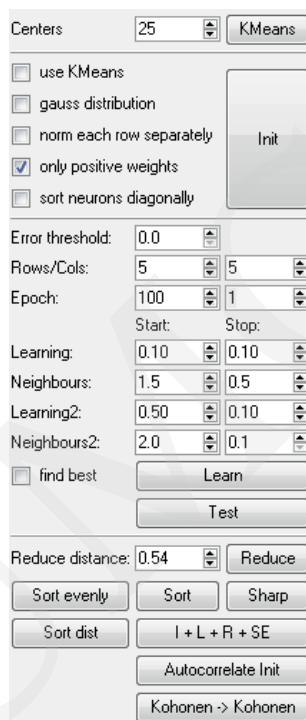 Centers 25 KMeans
use KMeans
gauss distribution
norm each row separately
only positive weights
sort neurons diagonally
Init
Error threshold: 0.0
Rows/Cols: 5 5
Epoch: 100 1
Start: Stop:
Learning: 0.10 0.10
Neighbours: 1.5 0.5
Learning2: 0.50 0.10
Neighbours2: 2.0 0.1
find best Learn
Test
Reduce distance: 0.54 Reduce
Sort evenly Sort Sharp
Sort dist I + L + R + SE
Autocorrelate Init
Kohonen -> Kohonen